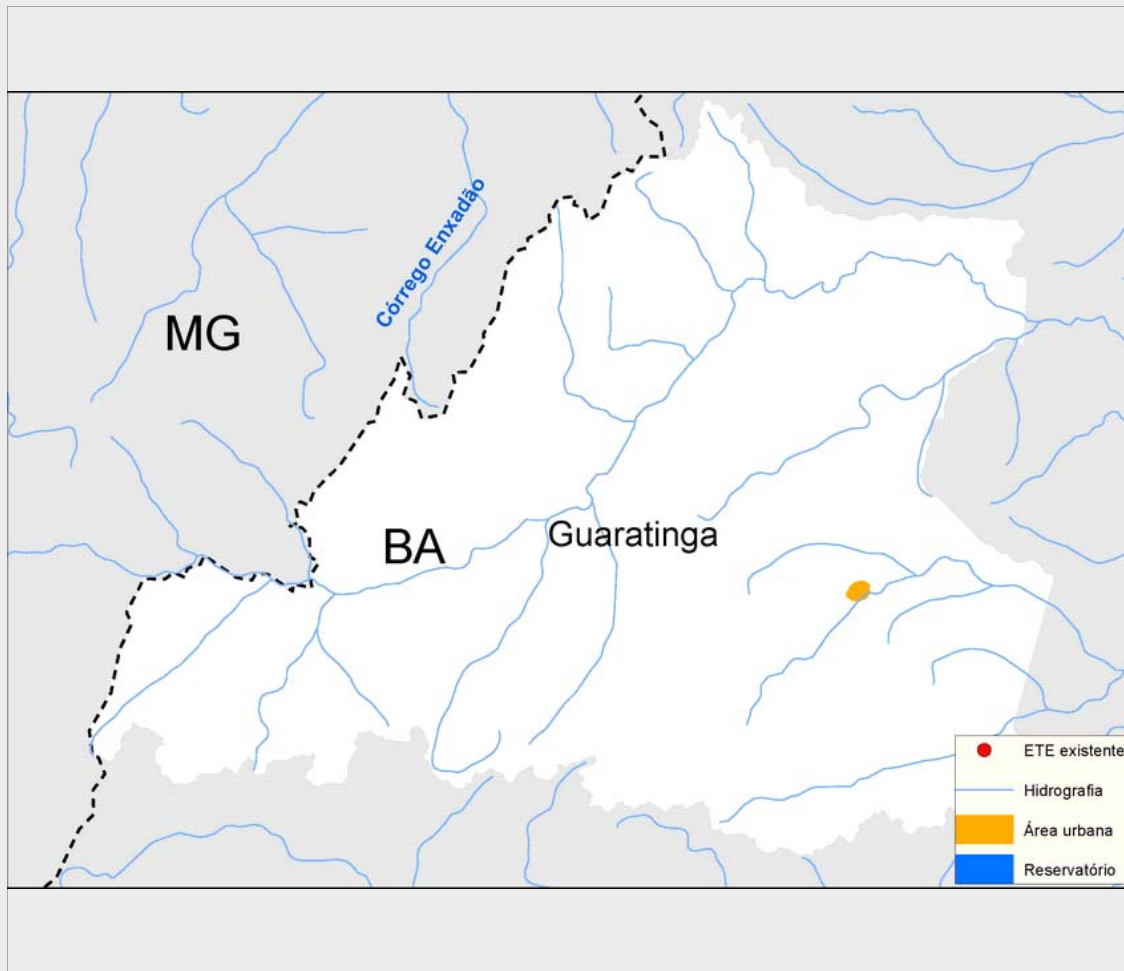 Córrego Enxadão
MG
BA
Guaratinga
ETE existente
Hidrografia
Área urbana
Reservatório